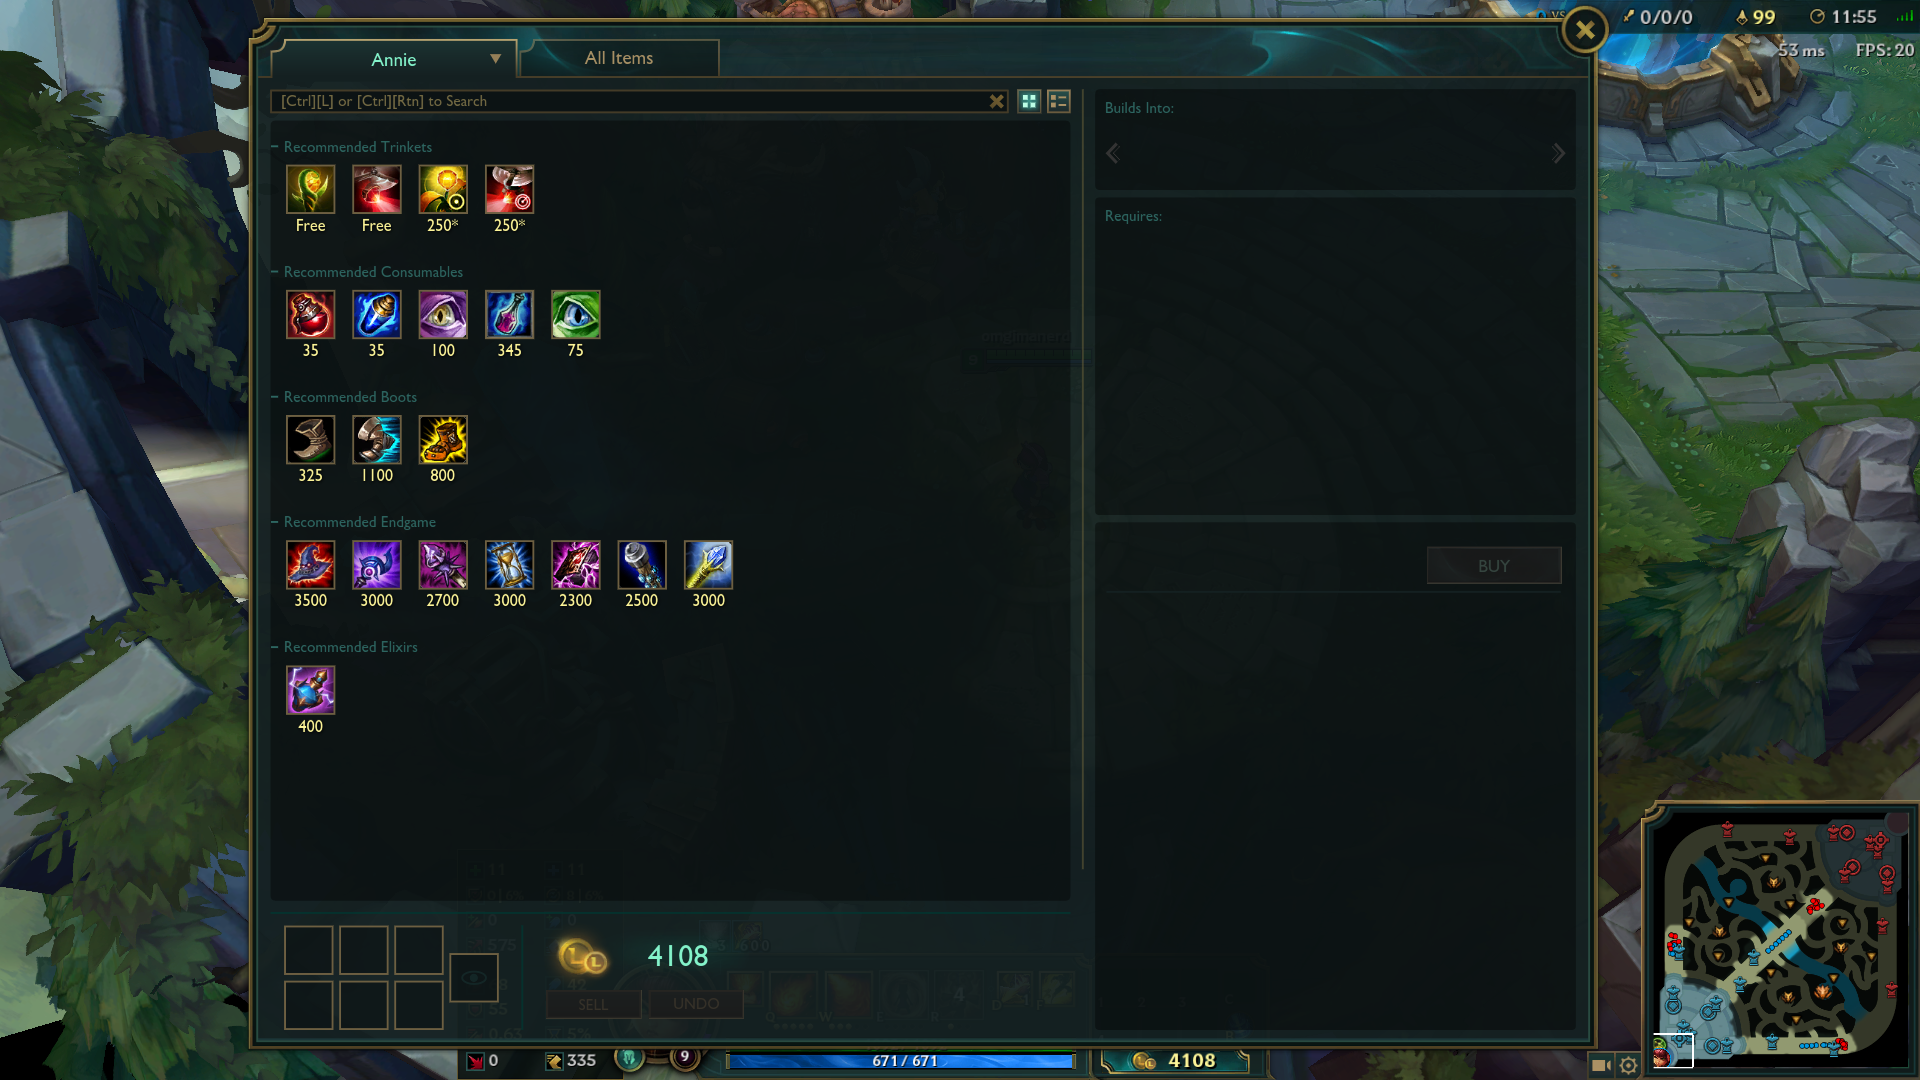 VS
0/0/0
99
11:55
53 ms
FPS: 20
Annie
All Items
[Ctrl][L] or [Ctrl][Rtn] to Search
Recommended Trinkets
Free
Free
250*
250*
Recommended Consumables
35
35
100
345
75
Recommended Boots
325
1100
800
Recommended Endgame
3500
3000
2700
3000
2300
2500
3000
Recommended Elixirs
400
Builds Into:
Requires:
BUY
4108
SELL
UNDO
0
335
9
671 / 671
4108